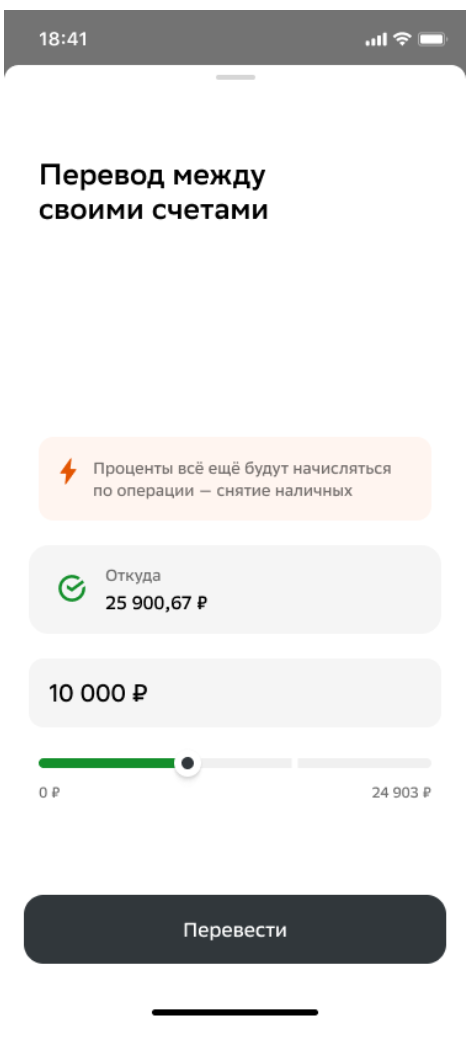 18:41
Перевод между
своими счетами
Проценты всё ещё будут начисляться
по операции — снятие наличных
Откуда
25 900,67 ₽
10 000 ₽
0 ₽
24 903 ₽
Перевести